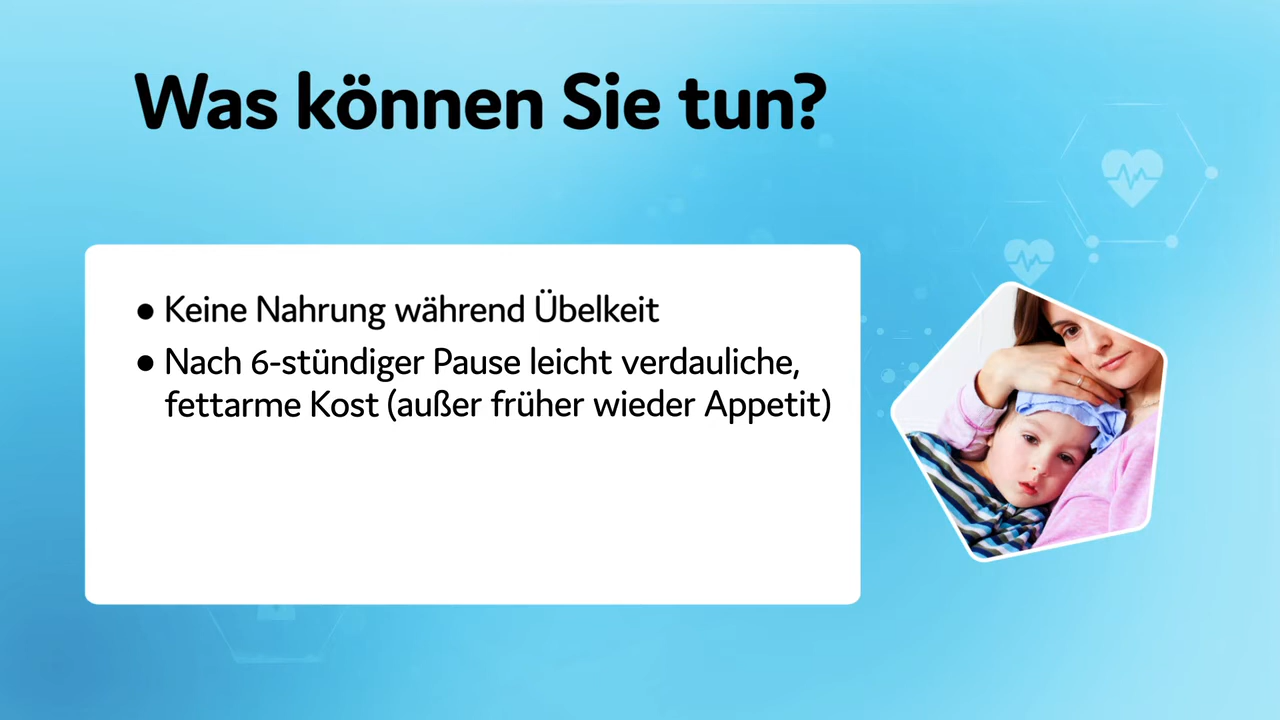 Was können Sie tun?
● Keine Nahrung während Übelkeit
● Nach 6-stündiger Pause leicht verdauliche,
fettarme Kost (außer früher wieder Appetit)